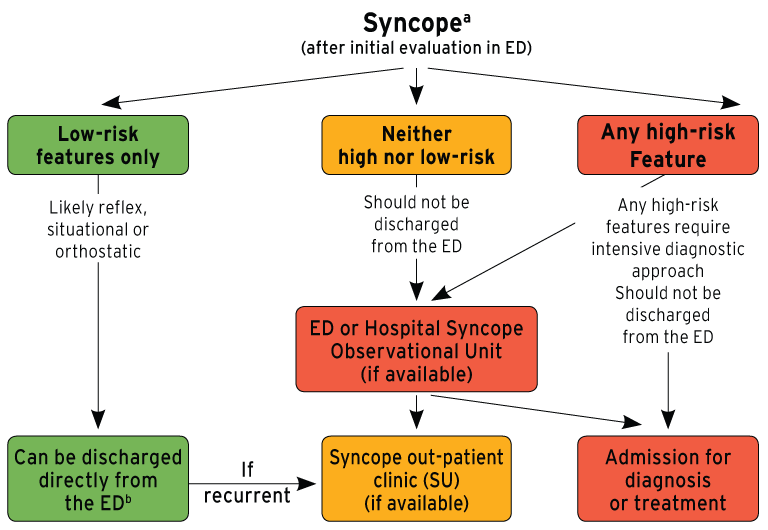 Syncopeᵃ
(after initial evaluation in ED)
Low-risk
features only
Neither
high nor low-risk
Any high-risk
Feature
Likely reflex,
situational or
orthostatic
Should not be
discharged
from the ED
Any high-risk
features require
intensive diagnostic
approach
Should not be
discharged
from the ED
ED or Hospital Syncope
Observational Unit
(if available)
Can be discharged
directly from
the EDᵇ
If
recurrent
Syncope out-patient
clinic (SU)
(if available)
Admission for
diagnosis
or treatment